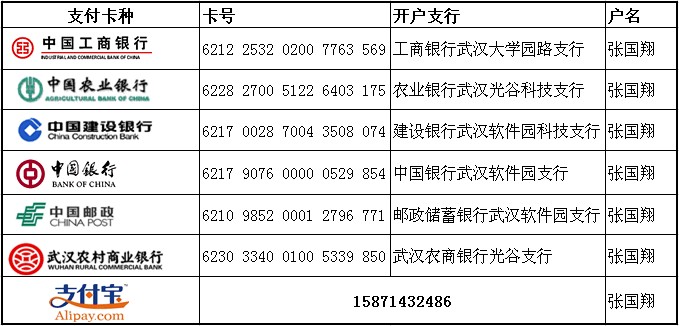 支付卡种 卡号 开户支行 户名
中国工商银行
INDUSTRIAL AND COMMERCIAL BANK OF CHINA
6212 2532 0200 7763 569 工商银行武汉大学园路支行 张国翔
中国农业银行
AGRICULTURAL BANK OF CHINA
6228 2700 5122 6403 175 农业银行武汉光谷科技支行 张国翔
中国建设银行
China Construction Bank
6217 0028 7004 3508 074 建设银行武汉软件园科技支行 张国翔
中国银行
BANK OF CHINA
6217 9076 0000 0529 854 中国银行武汉软件园支行 张国翔
中国邮政
CHINA POST
6210 9852 0001 2796 771 邮政储蓄银行武汉软件园支行 张国翔
武汉农村商业银行
WUHAN RURAL COMMERCIAL BANK
6230 3340 0100 5339 850 武汉农商银行光谷支行 张国翔
支付宝
Alipay.com
15871432486 张国翔